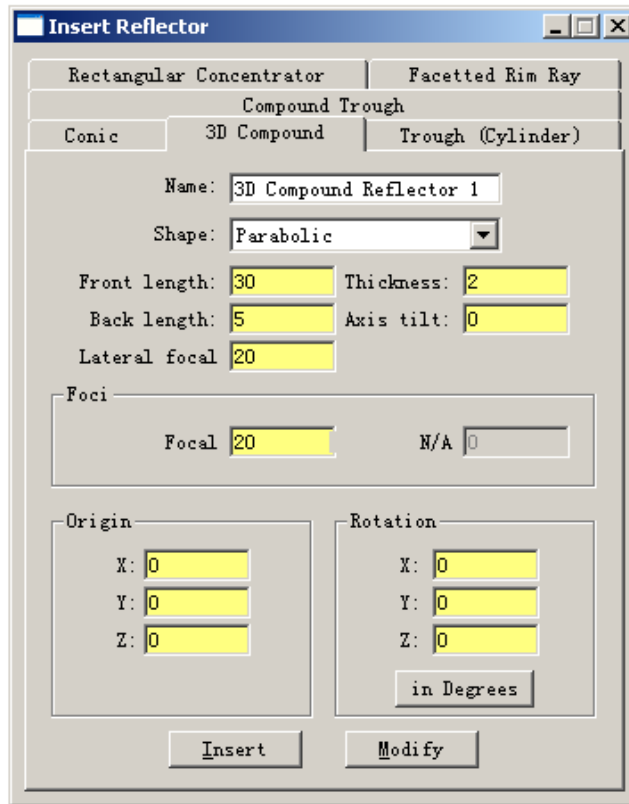 Insert Reflector
Rectangular Concentrator Facetted Rim Ray
Compound Trough
Conic 3D Compound Trough (Cylinder)
Name: 3D Compound Reflector 1
Shape: Parabolic
Front length: 30 Thickness: 2
Back length: 5 Axis tilt: 0
Lateral focal 20
Foci
Focal 20 N/A 0
Origin Rotation
X: 0 X: 0
Y: 0 Y: 0
Z: 0 Z: 0
in Degrees
Insert Modify